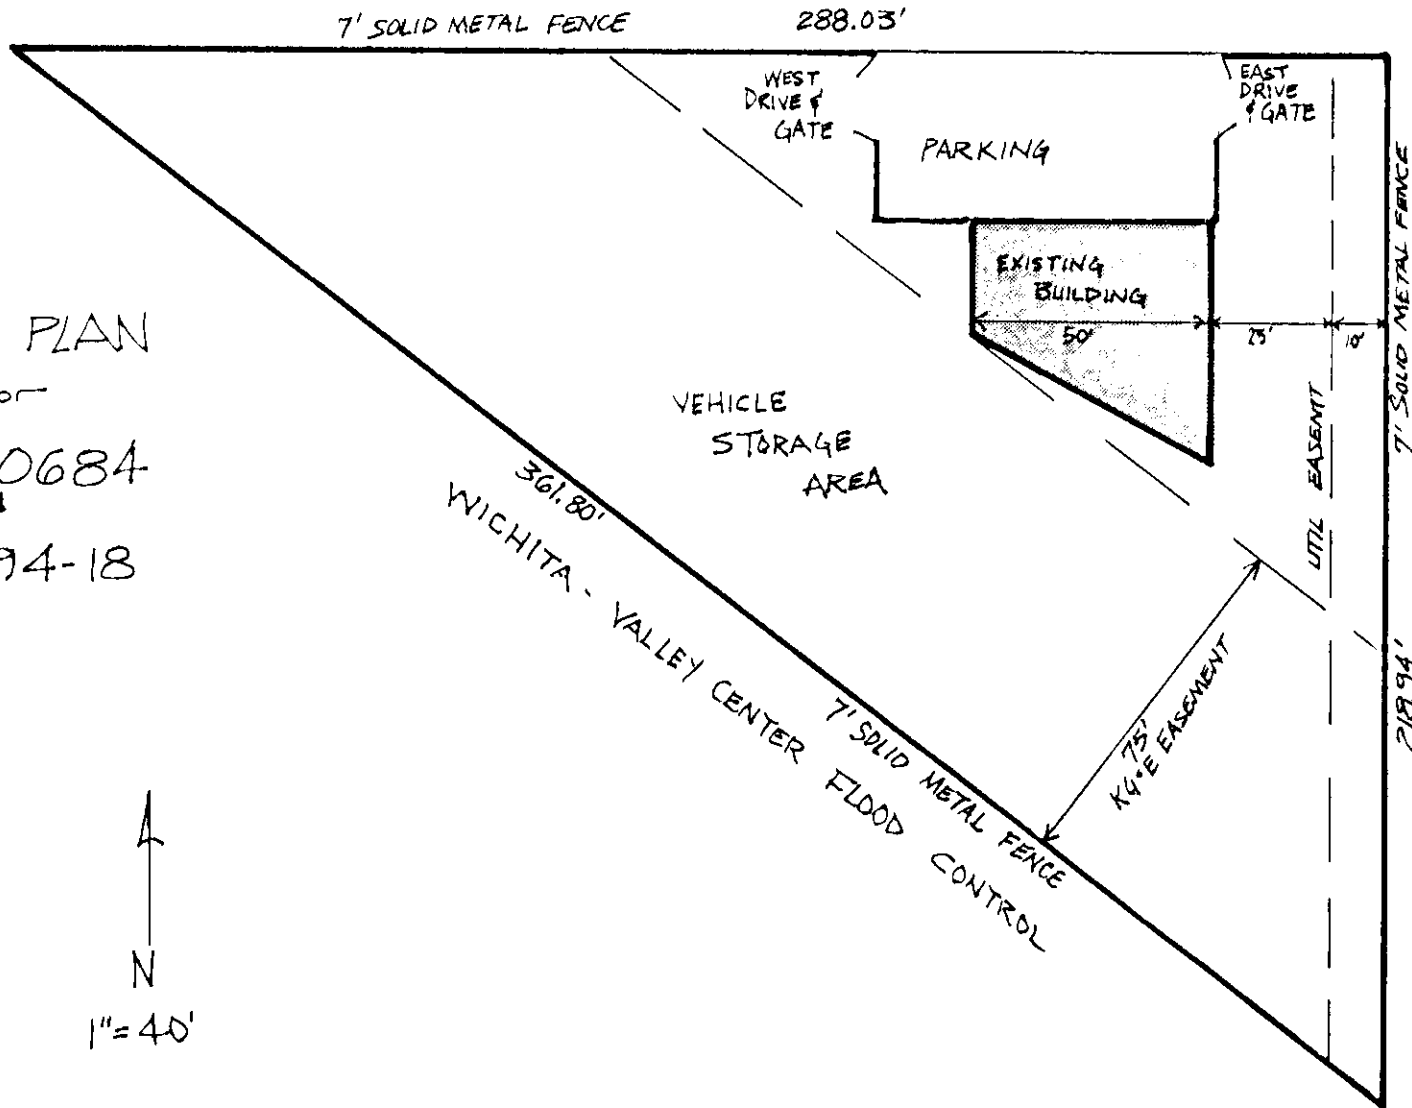 7' SOLID METAL FENCE
288.03'
WEST
DRIVE &
GATE
EAST
DRIVE
& GATE
PARKING
EXISTING
BUILDING
50'
25'
10'
7' SOLID METAL FENCE
UTIL EASEM'T
218.94'
PLAN
0684
94-18
VEHICLE
STORAGE
AREA
361.80'
WICHITA - VALLEY CENTER FLOOD CONTROL
7' SOLID METAL FENCE
75'
KG&E EASEMENT
N
1"=40'